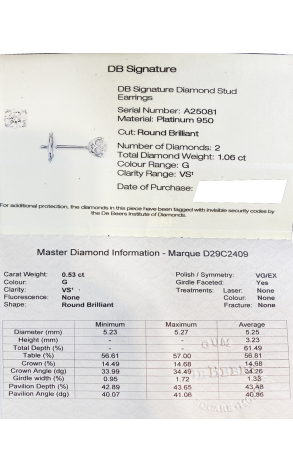 DB Signature
DB Signature Diamond Stud
Earrings
Serial Number: A25081
Material: Platinum 950
Cut: Round Brilliant
Number of Diamonds: 2
Total Diamond Weight: 1.06 ct
Colour Range: G
Clarity Range: VS¹
Date of Purchase:
For additional protection, the diamonds in this piece have been tagged with invisible security codes by
the De Beers Institute of Diamonds.
Master Diamond Information - Marque D29C2409
Carat Weight: 0.53 ct Polish / Symmetry: VG/EX
Colour: G Girdle Faceted: Yes
Clarity: VS¹ Treatments: Laser: None
Fluorescence: None Colour: None
Shape: Round Brilliant Fracture: None
Minimum Maximum Average
Diameter (mm) 5.23 5.27 5.25
Height (mm) - - 3.23
Total Depth (%) - - 61.49
Table (%) 56.61 57.00 56.81
Crown (%) 14.49 14.68 14.58
Crown Angle (dg) 33.99 34.49 34.26
Girdle width (%) 0.95 1.72 1.33
Pavilion Depth (%) 42.89 43.65 43.48
Pavilion Angle (dg) 40.07 41.06 40.96
DE BEERS